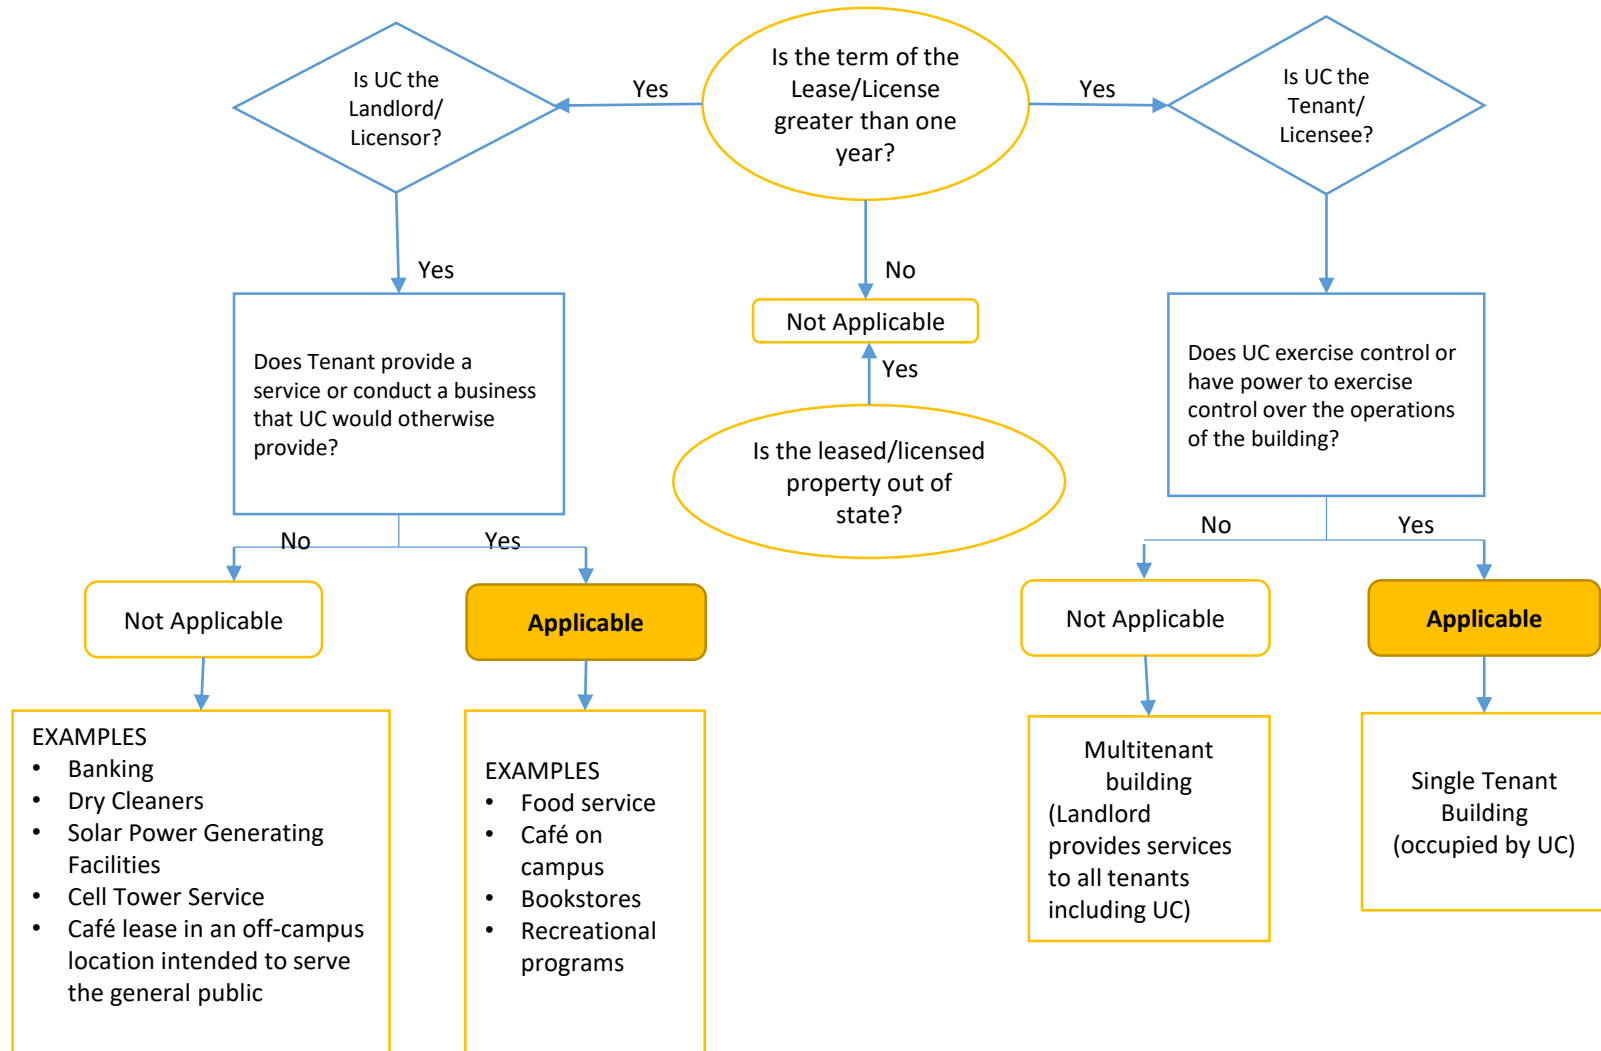 Is UC the
Landlord/
Licensor?
Yes
Is the term of the
Lease/License
greater than one
year?
Yes
Is UC the
Tenant/
Licensee?
Yes
No
Not Applicable
Yes
Is the leased/licensed
property out of
state?
Does Tenant provide a
service or conduct a business
that UC would otherwise
provide?
Does UC exercise control or
have power to exercise
control over the operations
of the building?
No
Yes
No
Yes
Not Applicable
Applicable
Not Applicable
Applicable
EXAMPLES
• Banking
• Dry Cleaners
• Solar Power Generating
Facilities
• Cell Tower Service
• Café lease in an off-campus
location intended to serve
the general public
EXAMPLES
• Food service
• Café on
campus
• Bookstores
• Recreational
programs
Multitenant
building
(Landlord
provides services
to all tenants
including UC)
Single Tenant
Building
(occupied by UC)